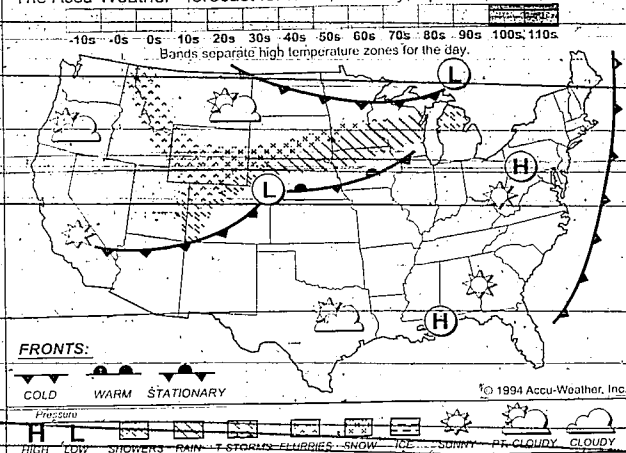 The Accu-Weather forecast for
-10s -0s 0s 10s 20s 30s 40s 50s 60s 70s 80s 90s 100s 110s
Bands separate high temperature zones for the day.
L
H
L
H
FRONTS:
COLD WARM STATIONARY
© 1994 Accu-Weather, Inc.
Pressure
H L
HIGH LOW SHOWERS RAIN T-STORMS FLURRIES SNOW ICE SUNNY PT. CLOUDY CLOUDY